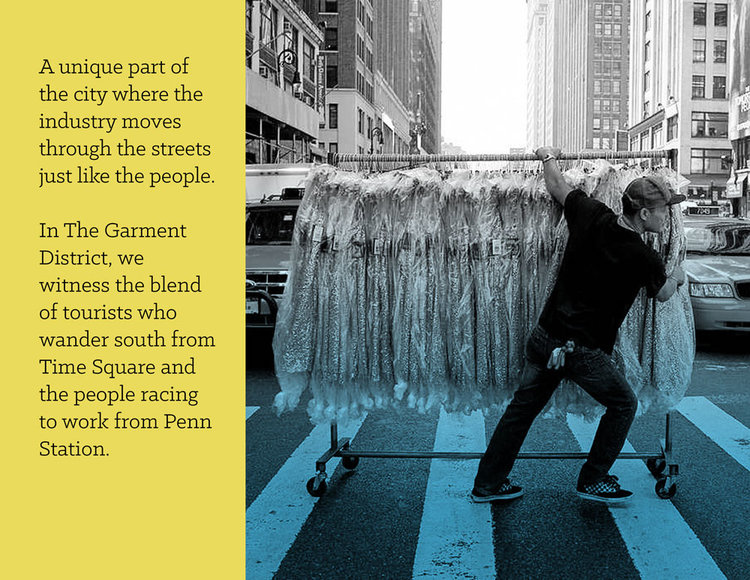 A unique part of
the city where the
industry moves
through the streets
just like the people.
In The Garment
District, we
witness the blend
of tourists who
wander south from
Time Square and
the people racing
to work from Penn
Station.